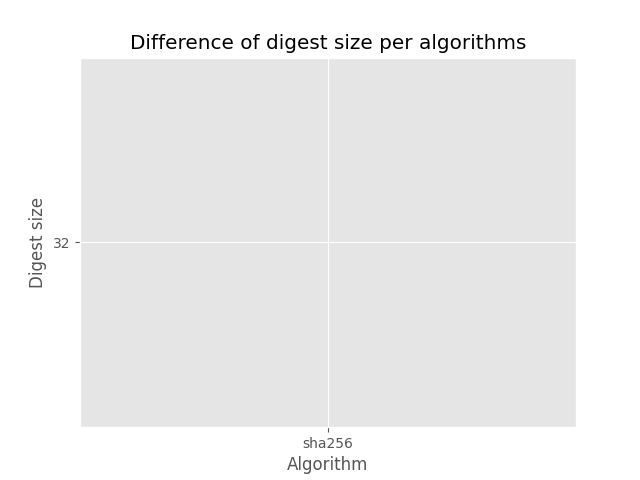 Difference of digest size per algorithms
Digest size
32
sha256
Algorithm